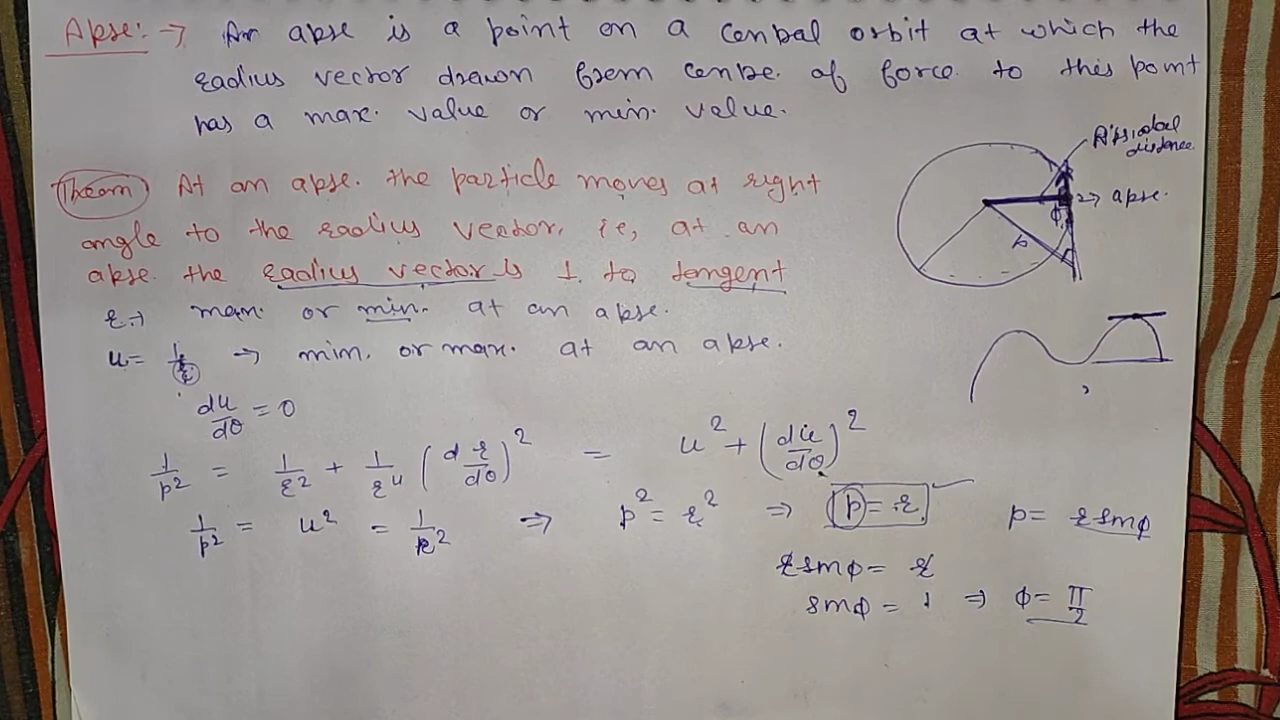 Apse:→ An apse is a point on a central orbit at which the
radius vector drawn from centre. of force. to this point
has a max. value or min. value.
Apsidal
distance
→ apse.
Theorem At an apse. the particle moves at right
angle to the radius vector, ie, at an
apse. the radius vector is ⊥ to tangent
r → max. or min. at an apse.
u = 1/r → min. or max. at an apse.
du/dθ = 0
1/p² = 1/r² + 1/r⁴ (dr/dθ)² = u² + (du/dθ)²
1/p² = u² = 1/r² ⇒ p² = r² ⇒ p = r p = r sinφ
r sinφ = r
sinφ = 1 ⇒ φ = π/2